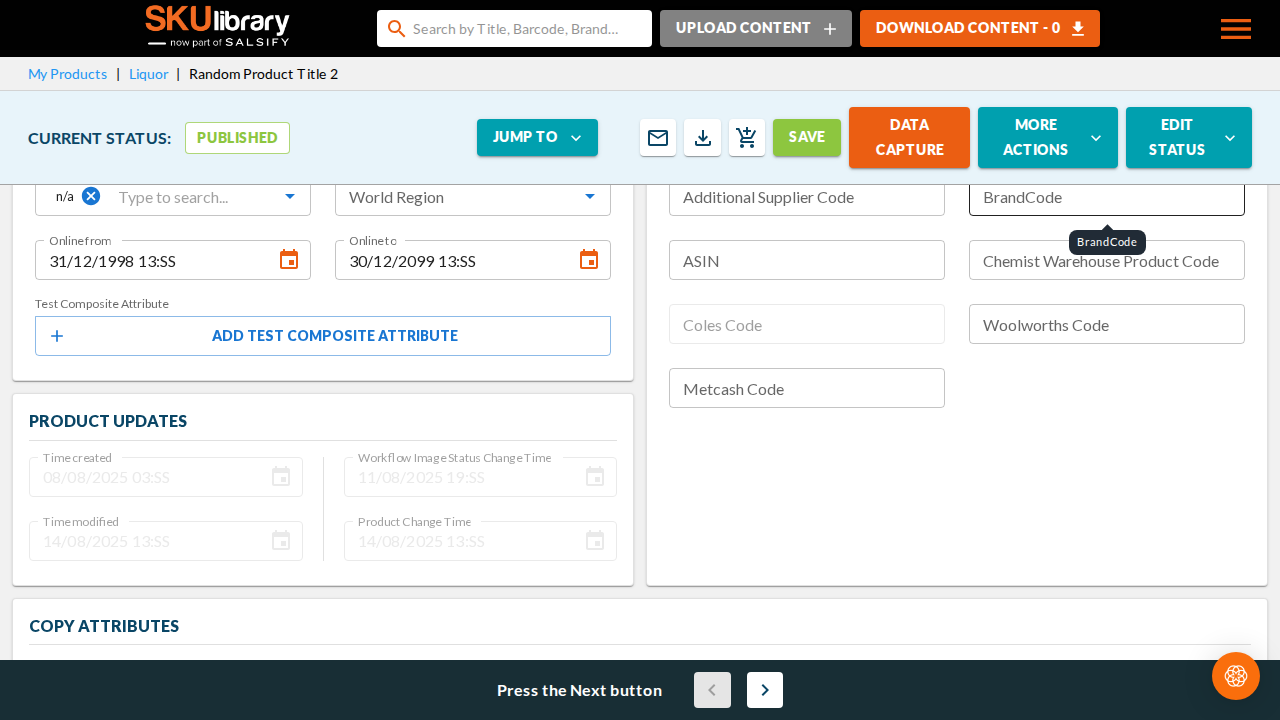 SKUlibrary
now part of SALSIFY
Search by Title, Barcode, Brand...
UPLOAD CONTENT
DOWNLOAD CONTENT - 0
My Products | Liquor | Random Product Title 2
CURRENT STATUS:
PUBLISHED
JUMP TO
SAVE
DATA
CAPTURE
MORE
ACTIONS
EDIT
STATUS
n/a
Type to search...
World Region
Additional Supplier Code
BrandCode
BrandCode
Online from
31/12/1998 13:SS
Online to
30/12/2099 13:SS
ASIN
Chemist Warehouse Product Code
Test Composite Attribute
ADD TEST COMPOSITE ATTRIBUTE
Coles Code
Woolworths Code
Metcash Code
PRODUCT UPDATES
Time created
08/08/2025 03:SS
Workflow Image Status Change Time
11/08/2025 19:SS
Time modified
14/08/2025 13:SS
Product Change Time
14/08/2025 13:SS
COPY ATTRIBUTES
Press the Next button